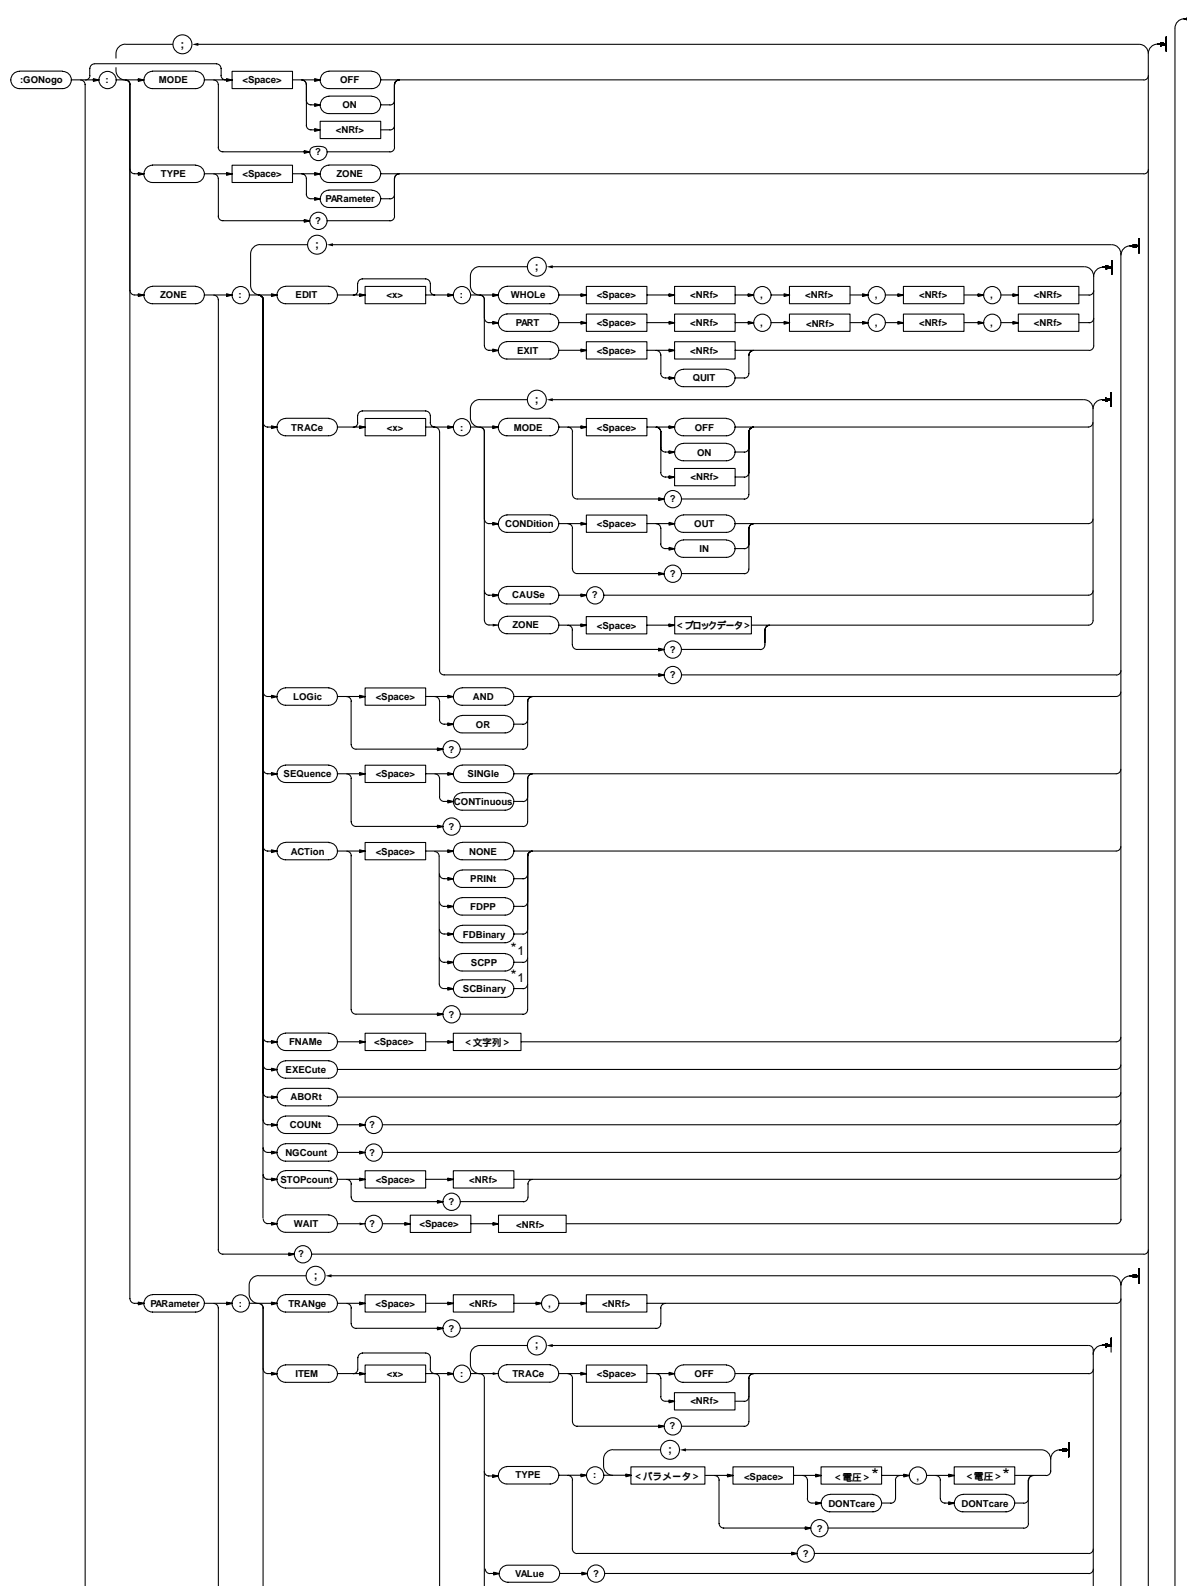 ;
:GONogo : MODE <Space> OFF
ON
<NRf>
?
TYPE <Space> ZONE
PARameter
?
;
ZONE : EDIT <x> : ; WHOLe <Space> <NRf> , <NRf> , <NRf> , <NRf>
PART <Space> <NRf> , <NRf> , <NRf> , <NRf>
EXIT <Space> <NRf>
QUIT
;
TRACe <x> : MODE <Space> OFF
ON
<NRf>
?
CONDition <Space> OUT
IN
?
CAUSe ?
ZONE <Space> <ブロックデータ>
?
?
LOGic <Space> AND
OR
?
SEQuence <Space> SINGle
CONTinuous
?
ACTion <Space> NONE
PRINt
FDPP
FDBinary
SCPP *1
SCBinary *1
?
FNAMe <Space> <文字列>
EXECute
ABORt
COUNt ?
NGCount ?
STOPcount <Space> <NRf>
?
WAIT ? <Space> <NRf>
?
;
PARameter : TRANge <Space> <NRf> , <NRf>
?
;
ITEM <x> : TRACe <Space> OFF
<NRf>
?
;
TYPE : <パラメータ> <Space> <電圧>* , <電圧>*
DONTcare DONTcare
?
?
VALue ?